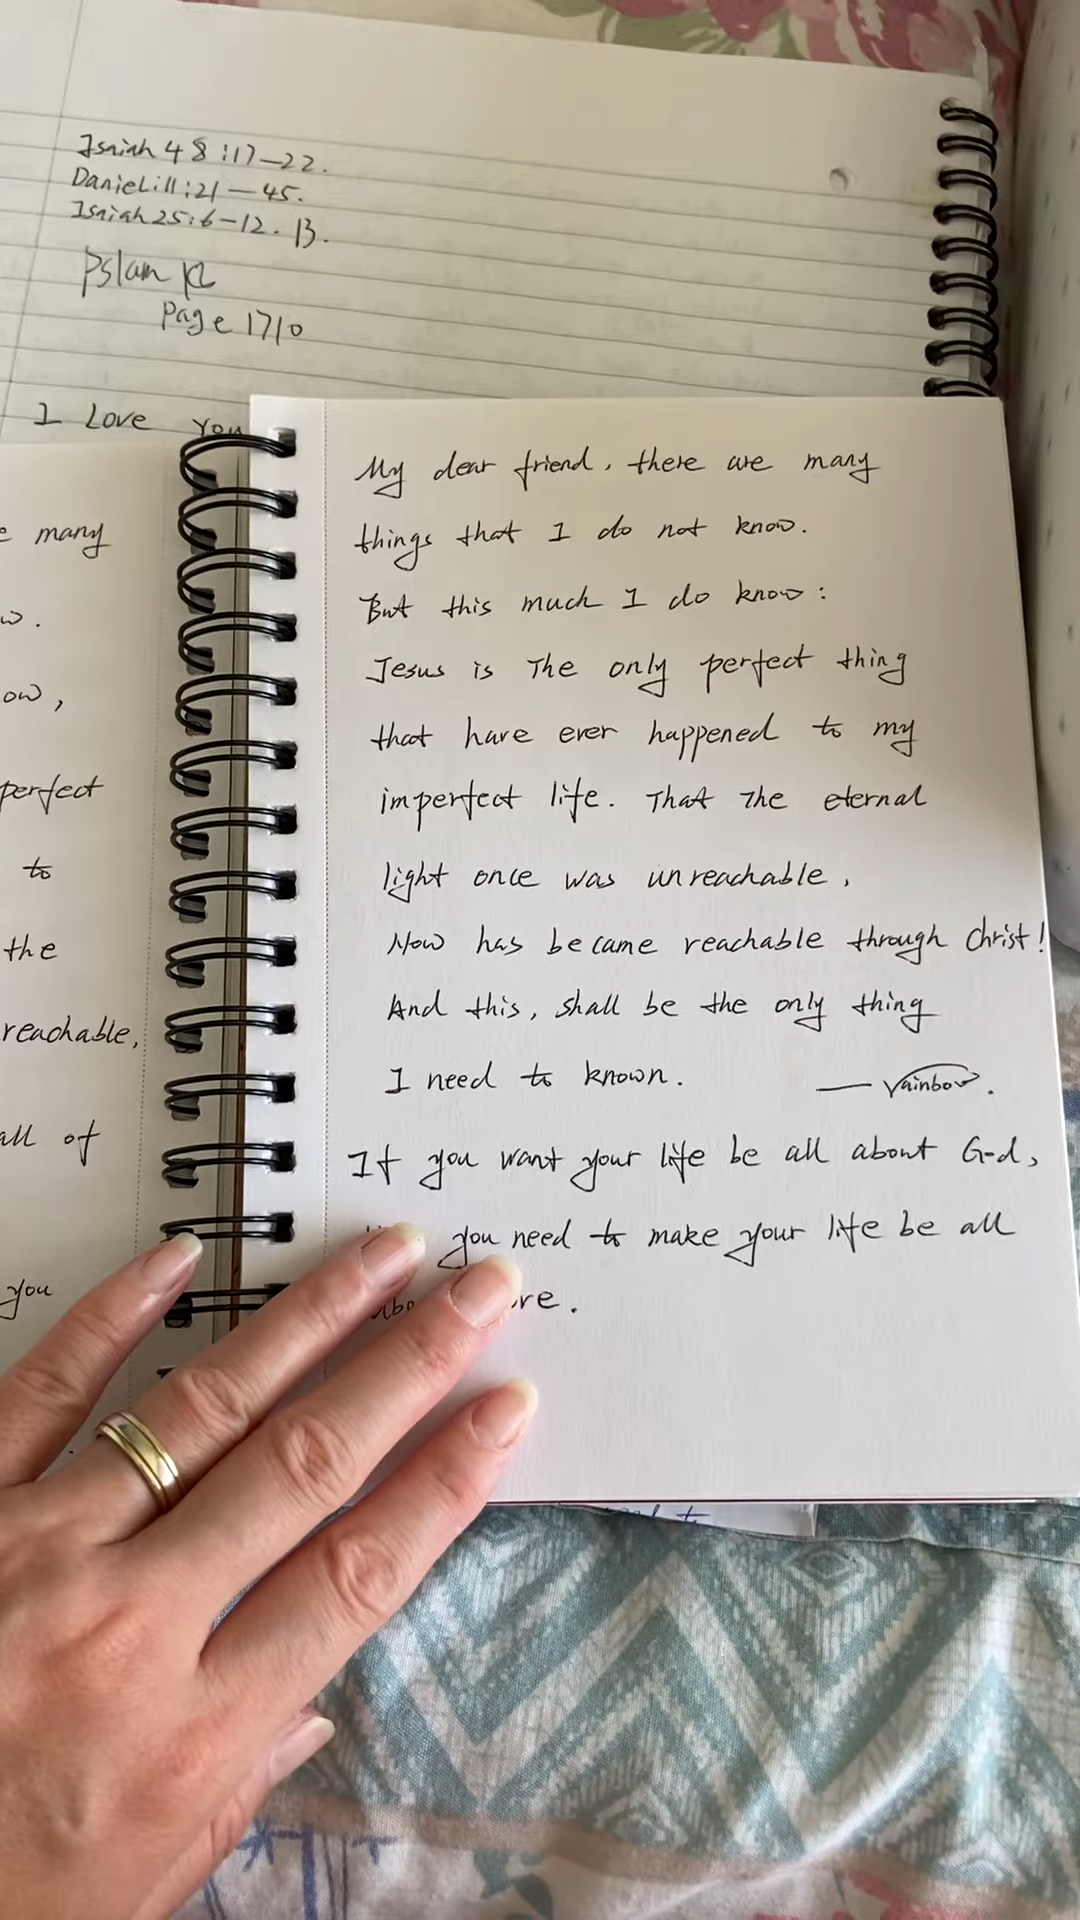 Isaiah 48:17—22.
Daniel.11:21—45.
Isaiah 25:6—12. 13.
Pslam
Page 1710
I Love you
many
ow,
perfect
to
the
reachable,
all of
you
My dear friend, there are many
things that I do not know.
But this much I do know:
Jesus is The only perfect thing
that have ever happened to my
imperfect life. That The eternal
light once was unreachable,
Now has became reachable through Christ!
And this, shall be the only thing
I need to known.
— rainbow.
If you want your life be all about G-d,
you need to make your life be all